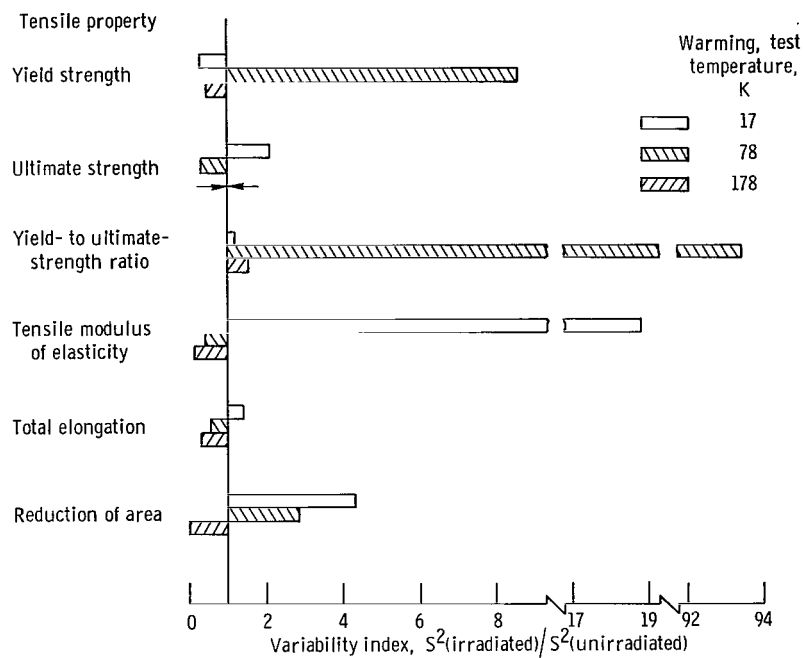 Tensile property
Warming, test
temperature,
K
17
78
178
Yield strength
Ultimate strength
Yield- to ultimate-
strength ratio
Tensile modulus
of elasticity
Total elongation
Reduction of area
0 2 4 6 8 17 19 92 94
Variability index, S²(irradiated)/S²(unirradiated)